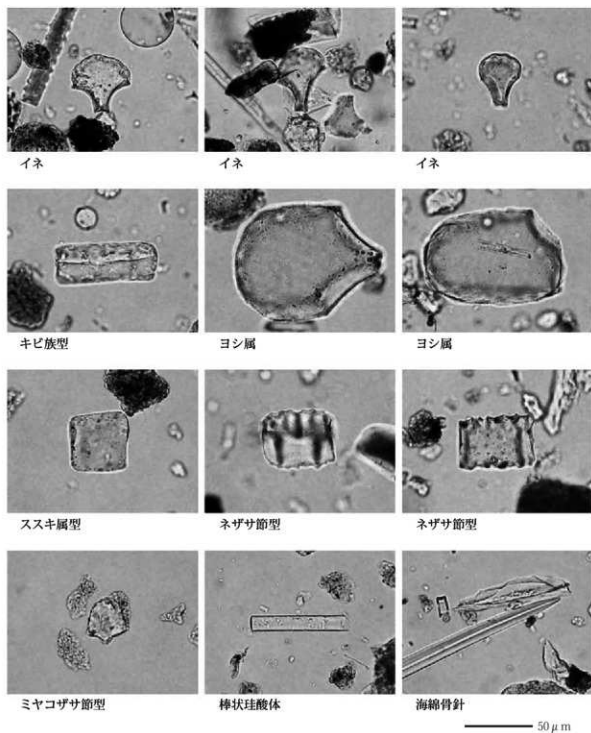 イネ
イネ
イネ
キビ族型
ヨシ属
ヨシ属
ススキ属型
ネザサ節型
ネザサ節型
ミヤコザサ節型
棒状珪酸体
海綿骨針
50μm